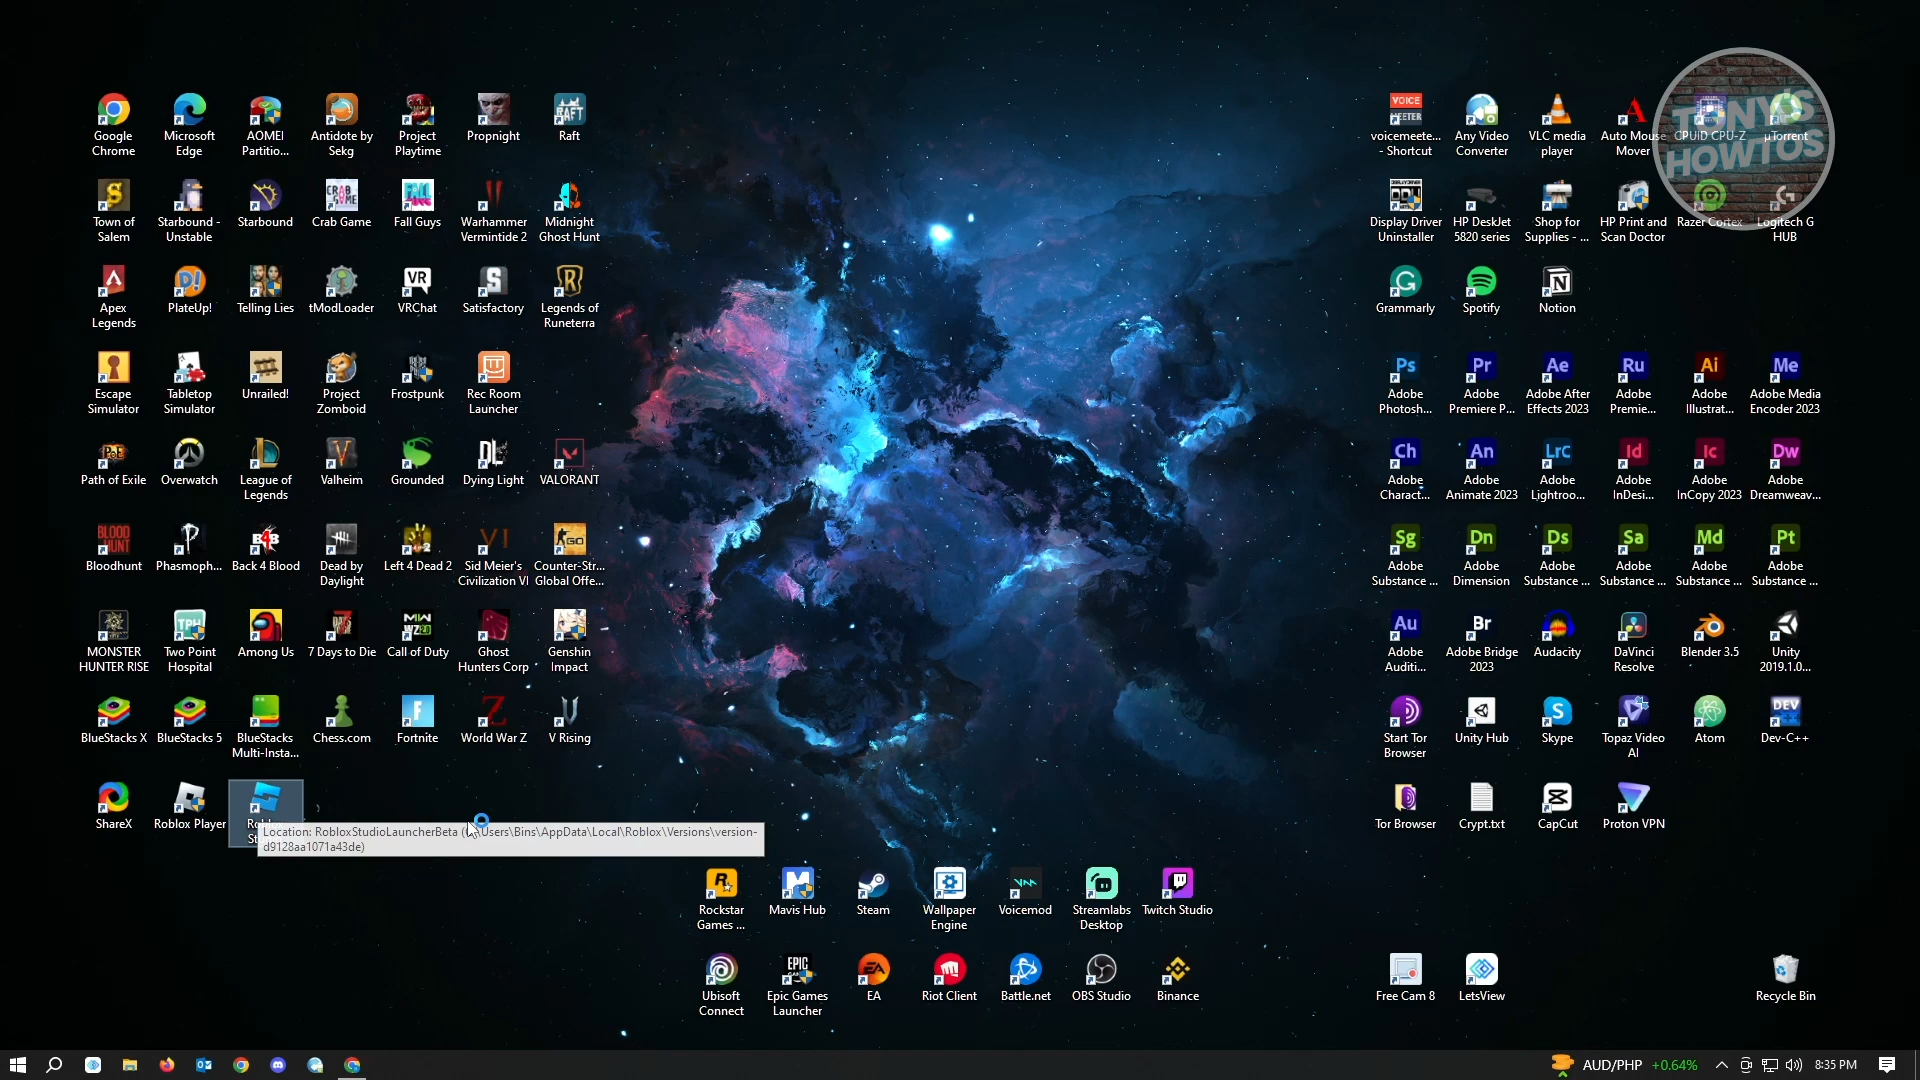 Google
Chrome
Microsoft
Edge
AOMEI
Partitio...
Antidote by
Sekg
Project
Playtime
Propnight
Raft
Town of
Salem
Starbound -
Unstable
Starbound
Crab Game
Fall Guys
Warhammer
Vermintide 2
Midnight
Ghost Hunt
Apex
Legends
PlateUp!
Telling Lies
tModLoader
VRChat
Satisfactory
Legends of
Runeterra
Escape
Simulator
Tabletop
Simulator
Unrailed!
Project
Zomboid
Frostpunk
Rec Room
Launcher
Path of Exile
Overwatch
League of
Legends
Valheim
Grounded
Dying Light
VALORANT
Bloodhunt
Phasmoph...
Back 4 Blood
Dead by
Daylight
Left 4 Dead 2
Sid Meier's
Civilization VI
Counter-Str...
Global Offe...
MONSTER
HUNTER RISE
Two Point
Hospital
Among Us
7 Days to Die
Call of Duty
Ghost
Hunters Corp
Genshin
Impact
BlueStacks X
BlueStacks 5
BlueStacks
Multi-Insta...
Chess.com
Fortnite
World War Z
V Rising
ShareX
Roblox Player
Location: RobloxStudioLauncherBeta (C:\Users\Bins\AppData\Local\Roblox\Versions\version-
d9128aa1071a43de)
voicemeete...
- Shortcut
Any Video
Converter
VLC media
player
Auto Mouse
Mover
CPUID CPU-Z
µTorrent
TONY'S
HOWTOS
Display Driver
Uninstaller
HP DeskJet
5820 series
Shop for
Supplies - ...
HP Print and
Scan Doctor
Razer Cortex
Logitech G
HUB
Grammarly
Spotify
Notion
Adobe
Photosh...
Adobe
Premiere P...
Adobe After
Effects 2023
Adobe
Premie...
Adobe
Illustrat...
Adobe Media
Encoder 2023
Adobe
Charact...
Adobe
Animate 2023
Adobe
Lightroo...
Adobe
InDesi...
Adobe
InCopy 2023
Adobe
Dreamweav...
Adobe
Substance ...
Adobe
Dimension
Adobe
Substance ...
Adobe
Substance ...
Adobe
Substance ...
Adobe
Substance ...
Adobe
Auditi...
Adobe Bridge
2023
Audacity
DaVinci
Resolve
Blender 3.5
Unity
2019.1.0...
Start Tor
Browser
Unity Hub
Skype
Topaz Video
AI
Atom
Dev-C++
Tor Browser
Crypt.txt
CapCut
Proton VPN
Rockstar
Games ...
Mavis Hub
Steam
Wallpaper
Engine
Voicemod
Streamlabs
Desktop
Twitch Studio
Ubisoft
Connect
Epic Games
Launcher
EA
Riot Client
Battle.net
OBS Studio
Binance
Free Cam 8
LetsView
Recycle Bin
AUD/PHP +0.64%
8:35 PM